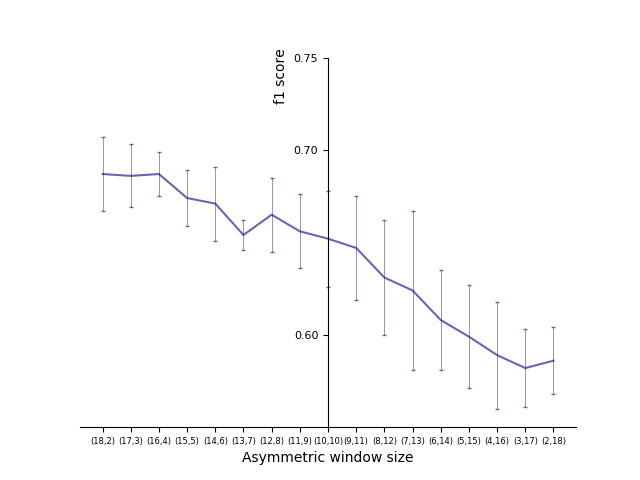 f1 score
0.75
0.70
0.60
(18,2) (17,3) (16,4) (15,5) (14,6) (13,7) (12,8) (11,9) (10,10) (9,11) (8,12) (7,13) (6,14) (5,15) (4,16) (3,17) (2,18)
Asymmetric window size